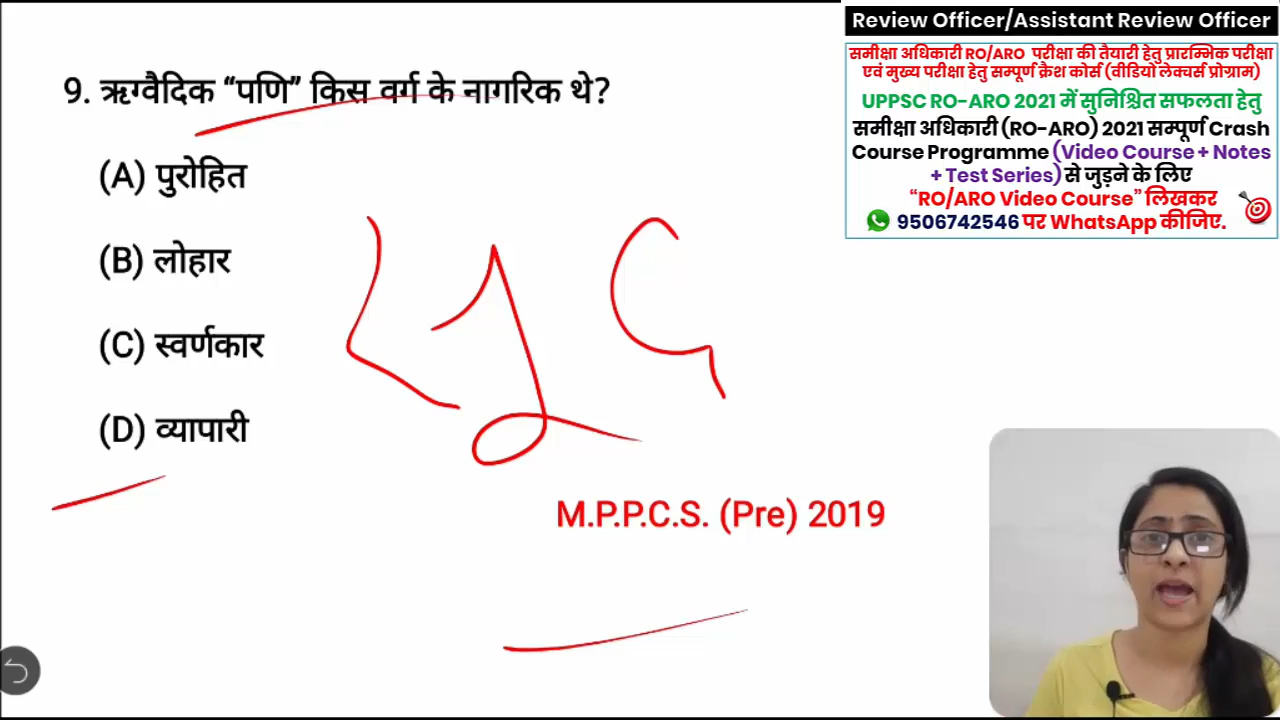 Review Officer/Assistant Review Officer
समीक्षा अधिकारी RO/ARO परीक्षा की तैयारी हेतु प्रारम्भिक परीक्षा
एवं मुख्य परीक्षा हेतु सम्पूर्ण क्रैश कोर्स (वीडियो लेक्चर्स प्रोग्राम)
UPPSC RO-ARO 2021 में सुनिश्चित सफलता हेतु
समीक्षा अधिकारी (RO-ARO) 2021 सम्पूर्ण Crash
Course Programme (Video Course + Notes
+ Test Series) से जुड़ने के लिए
“RO/ARO Video Course” लिखकर
9506742546 पर WhatsApp कीजिए.
9. ऋग्वैदिक “पणि” किस वर्ग के नागरिक थे?
(A) पुरोहित
(B) लोहार
(C) स्वर्णकार
(D) व्यापारी
M.P.P.C.S. (Pre) 2019